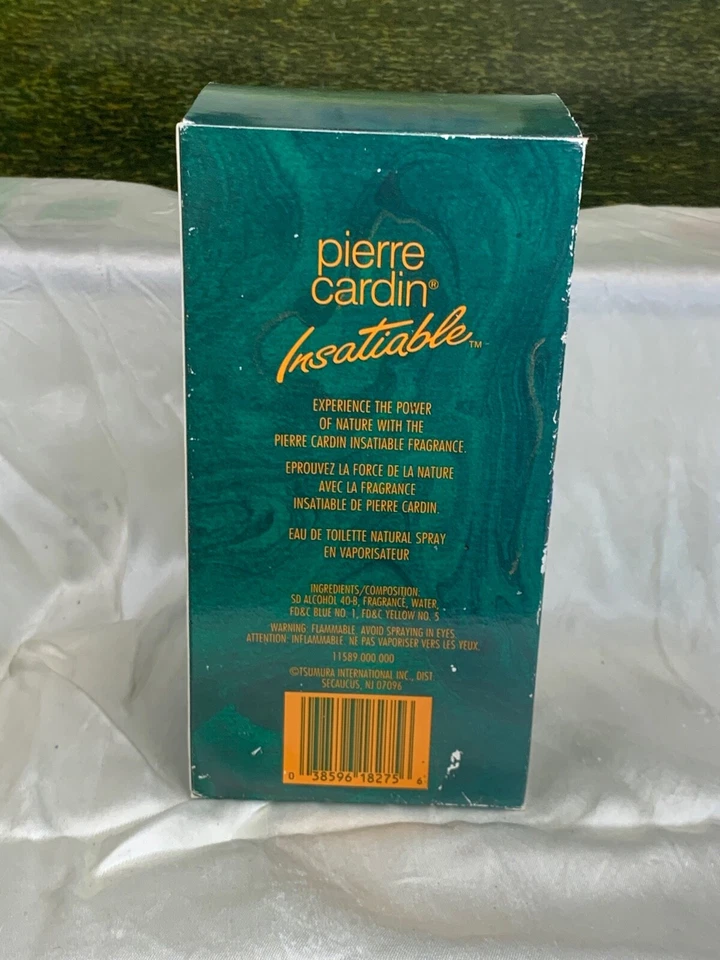 pierre
cardin®
Insatiable™
EXPERIENCE THE POWER
OF NATURE WITH THE
PIERRE CARDIN INSATIABLE FRAGRANCE.
EPROUVEZ LA FORCE DE LA NATURE
AVEC LA FRAGRANCE
INSATIABLE DE PIERRE CARDIN.
EAU DE TOILETTE NATURAL SPRAY
EN VAPORISATEUR
INGREDIENTS/COMPOSITION:
SD ALCOHOL 40-B, FRAGRANCE, WATER,
FD&C BLUE NO. 1, FD&C YELLOW NO. 5
WARNING: FLAMMABLE. AVOID SPRAYING IN EYES.
ATTENTION: INFLAMMABLE. NE PAS VAPORISER VERS LES YEUX.
11589.000.000
©TSUMURA INTERNATIONAL INC., DIST.
SECAUCUS, NJ 07096
0 38596 18275 6